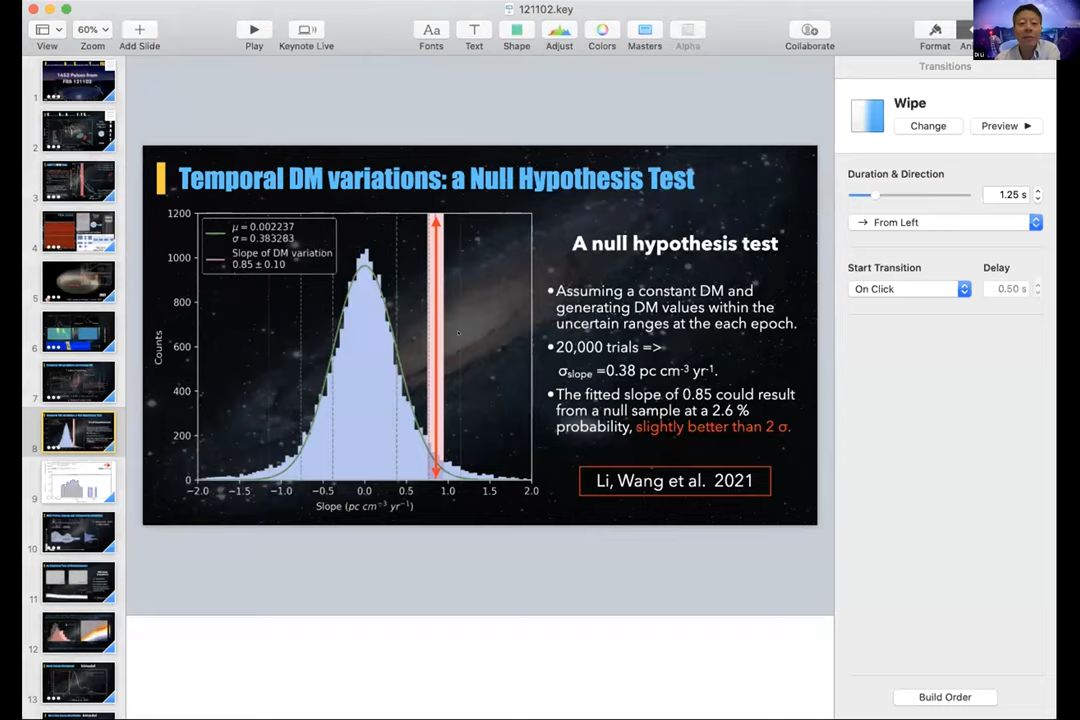 121102.key
View
60%
Zoom
Add Slide
Play
Keynote Live
Fonts
Text
Shape
Adjust
Colors
Masters
Alpha
Collaborate
Format
Di Li
Transitions
Wipe
Change
Preview
Duration & Direction
1.25 s
→ From Left
Start Transition
Delay
On Click
0.50 s
Build Order
1
2
3
4
5
6
7
8
9
10
11
12
13
1652 Pulses from
FRB 121102
Temporal DM variations: a Null Hypothesis Test
μ = 0.002237
σ = 0.383283
Slope of DM variation
0.85 ± 0.10
1200
1000
800
600
400
200
0
Counts
−2.0 −1.5 −1.0 −0.5 0.0 0.5 1.0 1.5 2.0
Slope (pc cm⁻³ yr⁻¹)
A null hypothesis test
•Assuming a constant DM and
generating DM values within the
uncertain ranges at the each epoch.
•20,000 trials =>
σslope =0.38 pc cm⁻³ yr⁻¹.
•The fitted slope of 0.85 could result
from a null sample at a 2.6 %
probability, slightly better than 2 σ.
Li, Wang et al. 2021